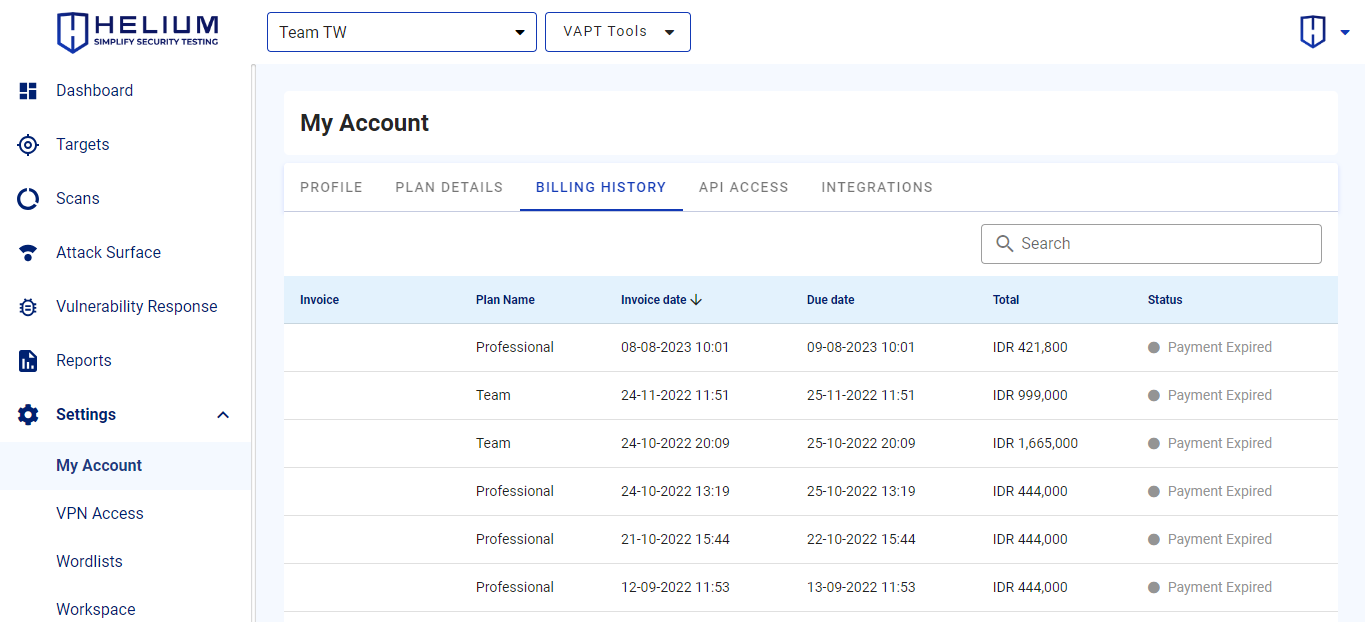 HELIUM
SIMPLIFY SECURITY TESTING
Team TW
VAPT Tools
Dashboard
Targets
Scans
Attack Surface
Vulnerability Response
Reports
Settings
My Account
VPN Access
Wordlists
Workspace
My Account
PROFILE PLAN DETAILS BILLING HISTORY API ACCESS INTEGRATIONS
Search
Invoice Plan Name Invoice date Due date Total Status
Professional 08-08-2023 10:01 09-08-2023 10:01 IDR 421,800 Payment Expired
Team 24-11-2022 11:51 25-11-2022 11:51 IDR 999,000 Payment Expired
Team 24-10-2022 20:09 25-10-2022 20:09 IDR 1,665,000 Payment Expired
Professional 24-10-2022 13:19 25-10-2022 13:19 IDR 444,000 Payment Expired
Professional 21-10-2022 15:44 22-10-2022 15:44 IDR 444,000 Payment Expired
Professional 12-09-2022 11:53 13-09-2022 11:53 IDR 444,000 Payment Expired